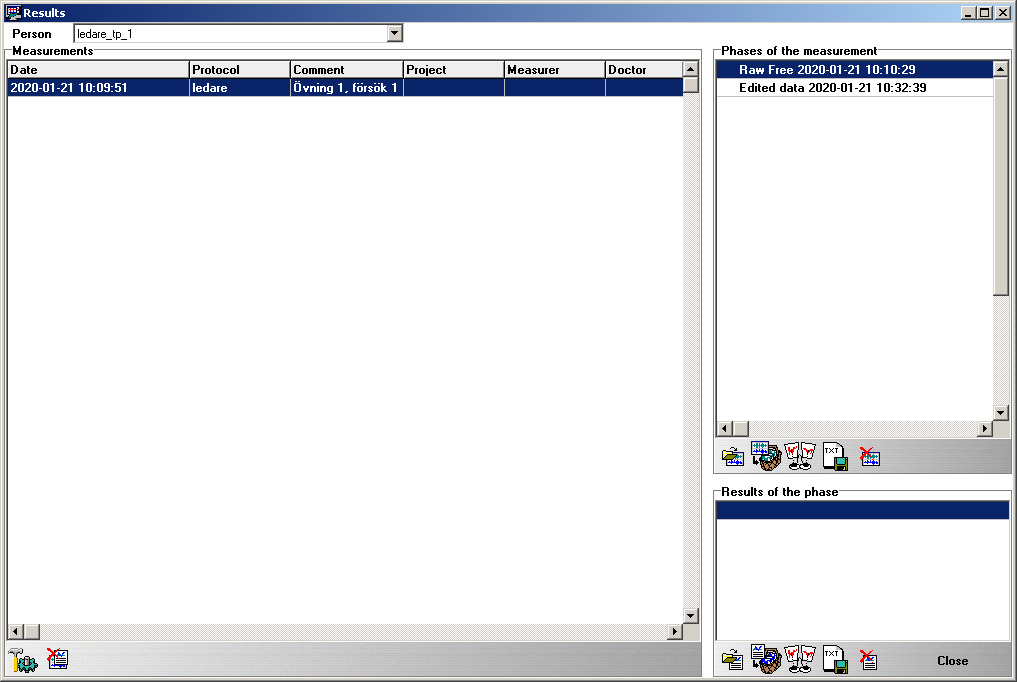 Results
Person ledare_tp_1
Measurements
Date Protocol Comment Project Measurer Doctor
2020-01-21 10:09:51 ledare Övning 1, försök 1
Phases of the measurement
Raw Free 2020-01-21 10:10:29
Edited data 2020-01-21 10:32:39
TXT
Results of the phase
TXT
Close